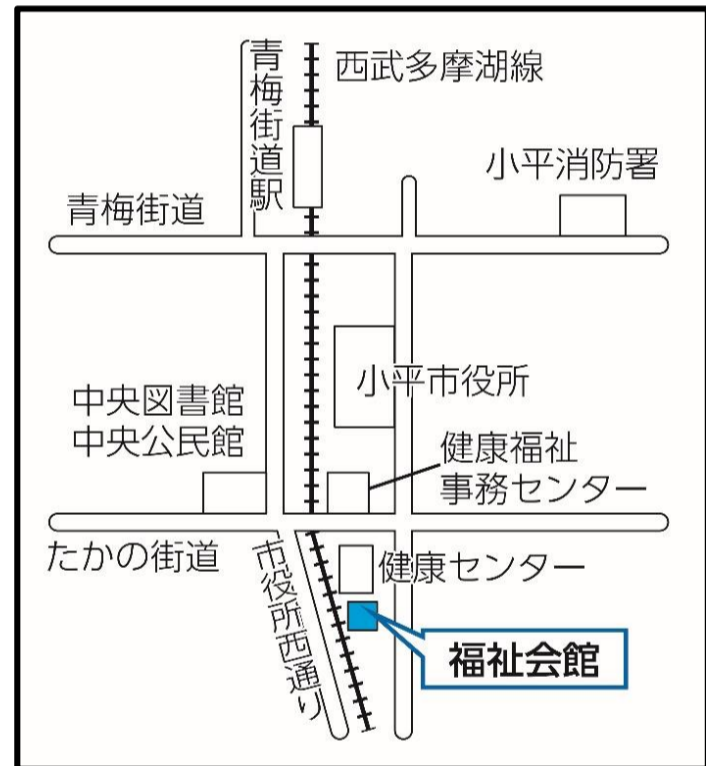 青梅街道駅
西武多摩湖線
小平消防署
青梅街道
小平市役所
中央図書館
中央公民館
健康福祉
事務センター
たかの街道
市役所西通り
健康センター
福祉会館